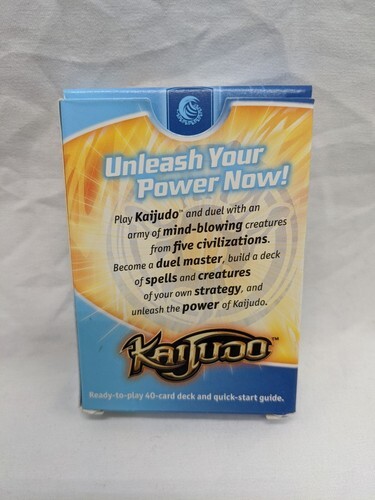 Unleash Your
Power Now!
Play Kaijudo™ and duel with an
army of mind-blowing creatures
from five civilizations.
Become a duel master, build a deck
of spells and creatures
of your own strategy, and
unleash the power of Kaijudo.
KAIJUDO™
Ready-to-play 40-card deck and quick-start guide.